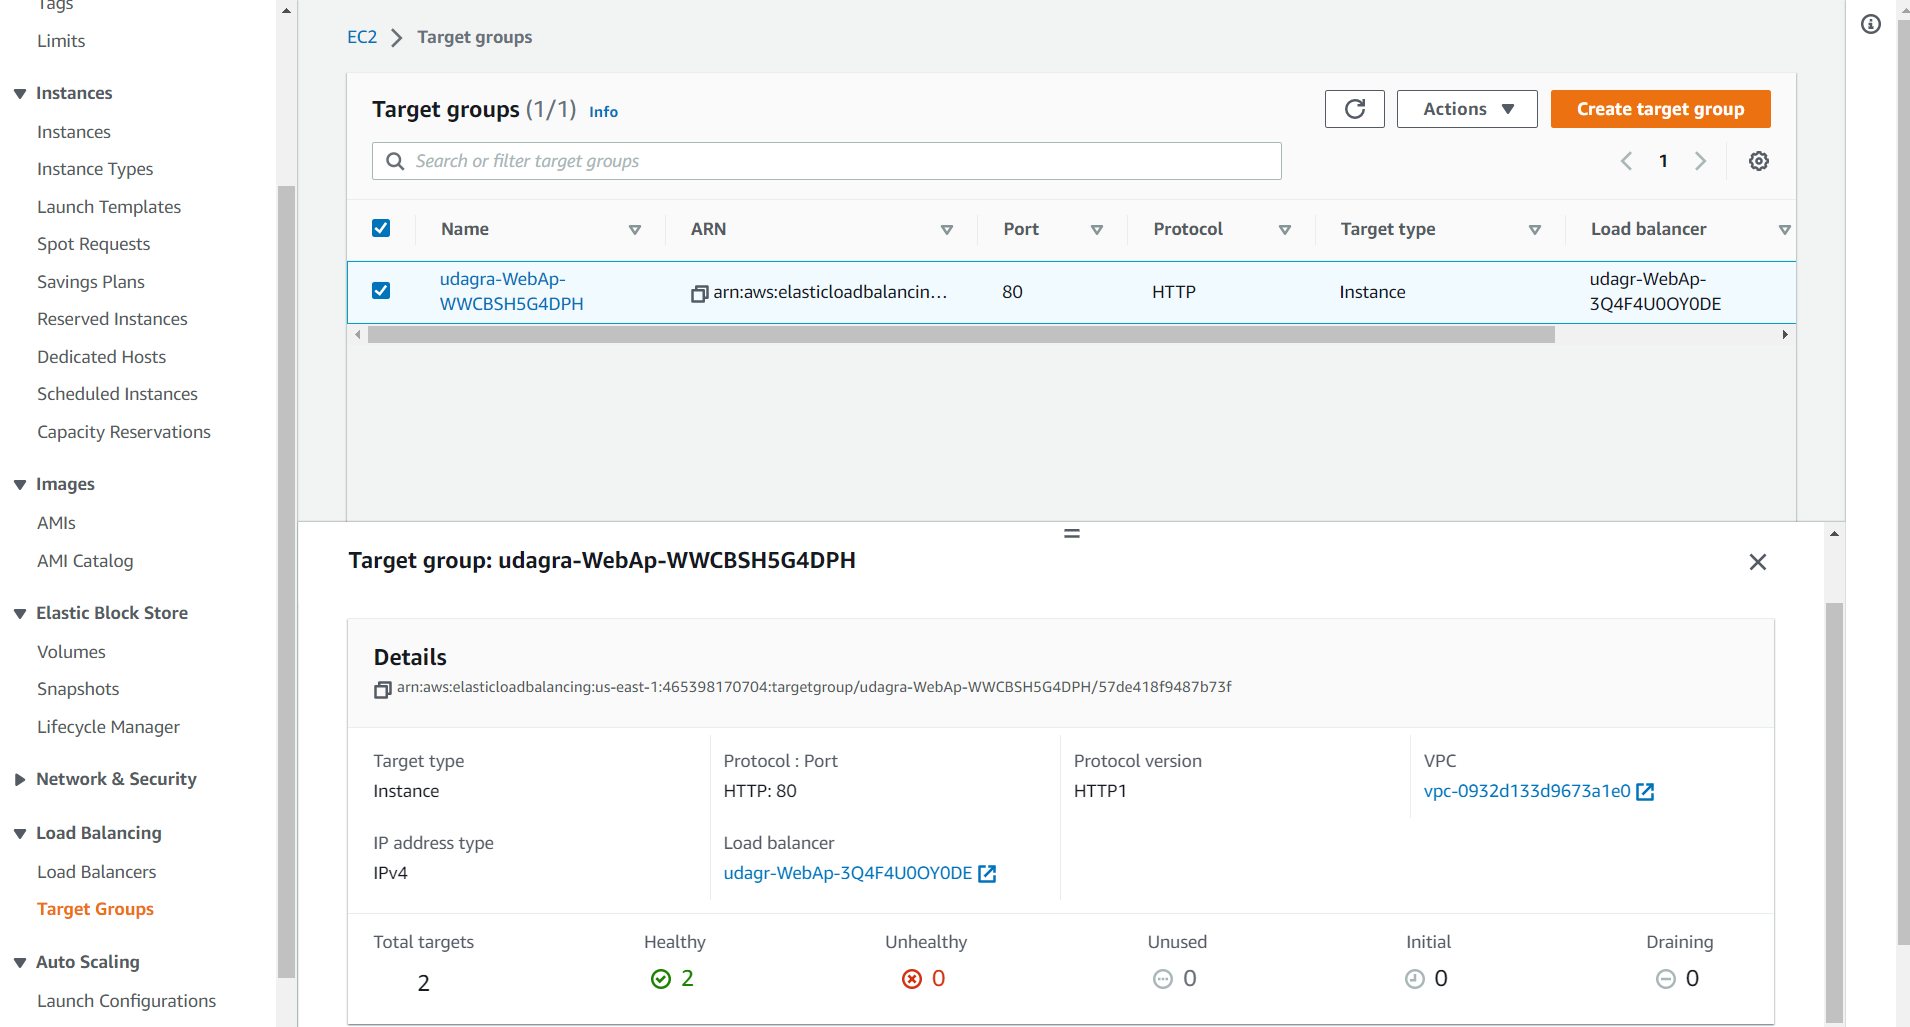 Tags
Limits
Instances
Instances
Instance Types
Launch Templates
Spot Requests
Savings Plans
Reserved Instances
Dedicated Hosts
Scheduled Instances
Capacity Reservations
Images
AMIs
AMI Catalog
Elastic Block Store
Volumes
Snapshots
Lifecycle Manager
Network & Security
Load Balancing
Load Balancers
Target Groups
Auto Scaling
Launch Configurations
EC2 > Target groups
Target groups (1/1) Info
Actions
Create target group
Search or filter target groups
1
Name ARN Port Protocol Target type Load balancer
udagra-WebAp-
WWCBSH5G4DPH
arn:aws:elasticloadbalancin...
80
HTTP
Instance
udagr-WebAp-
3Q4F4U0OY0DE
Target group: udagra-WebAp-WWCBSH5G4DPH
Details
arn:aws:elasticloadbalancing:us-east-1:465398170704:targetgroup/udagra-WebAp-WWCBSH5G4DPH/57de418f9487b73f
Target type
Instance
Protocol : Port
HTTP: 80
Protocol version
HTTP1
VPC
vpc-0932d133d9673a1e0
IP address type
IPv4
Load balancer
udagr-WebAp-3Q4F4U0OY0DE
Total targets
2
Healthy
2
Unhealthy
0
Unused
0
Initial
0
Draining
0